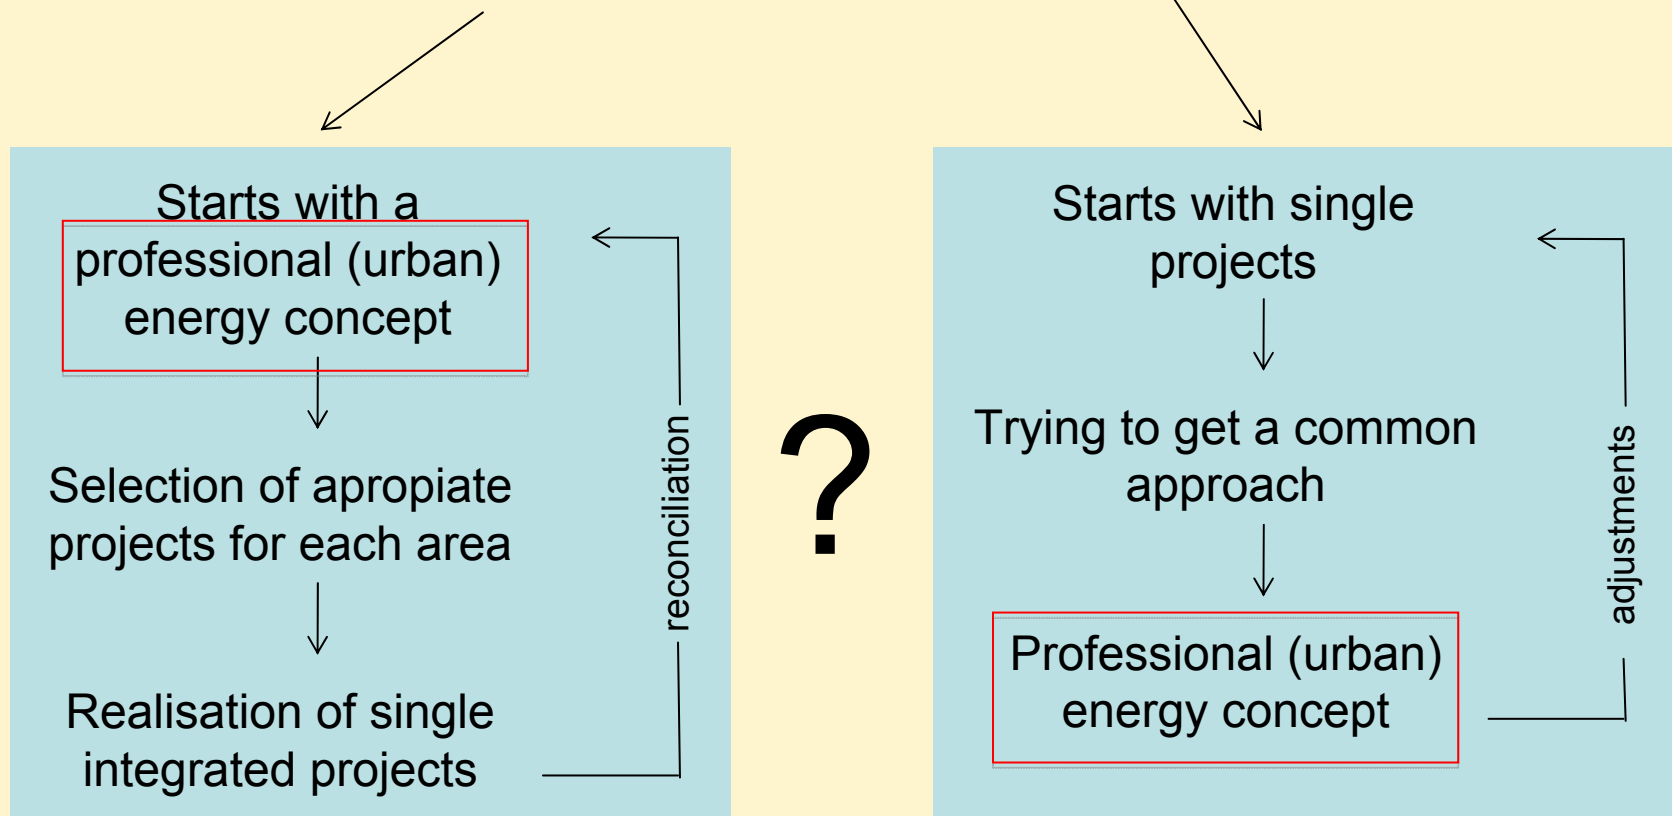 Starts with a
professional (urban)
energy concept
Selection of apropiate
projects for each area
Realisation of single
integrated projects
reconciliation
?
Starts with single
projects
Trying to get a common
approach
Professional (urban)
energy concept
adjustments